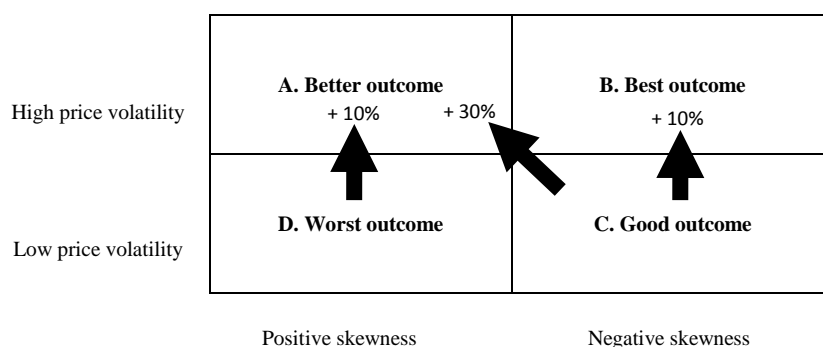 A. Better outcome
B. Best outcome
High price volatility
+ 10%
+ 30%
+ 10%
D. Worst outcome
C. Good outcome
Low price volatility
Positive skewness
Negative skewness